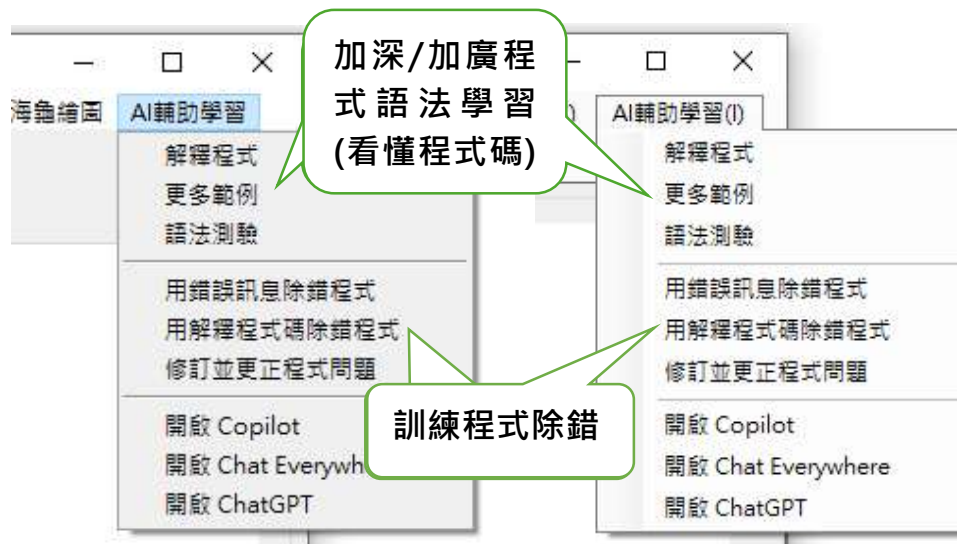 海龜繪圖
AI輔助學習
解釋程式
更多範例
語法測驗
用錯誤訊息除錯程式
用解釋程式碼除錯程式
修訂並更正程式問題
開啟 Copilot
開啟 Chat Everywh
開啟 ChatGPT
加深/加廣程
式語法學習
(看懂程式碼)
訓練程式除錯
)
AI輔助學習(I)
解釋程式
更多範例
語法測驗
用錯誤訊息除錯程式
用解釋程式碼除錯程式
修訂並更正程式問題
開啟 Copilot
開啟 Chat Everywhere
開啟 ChatGPT